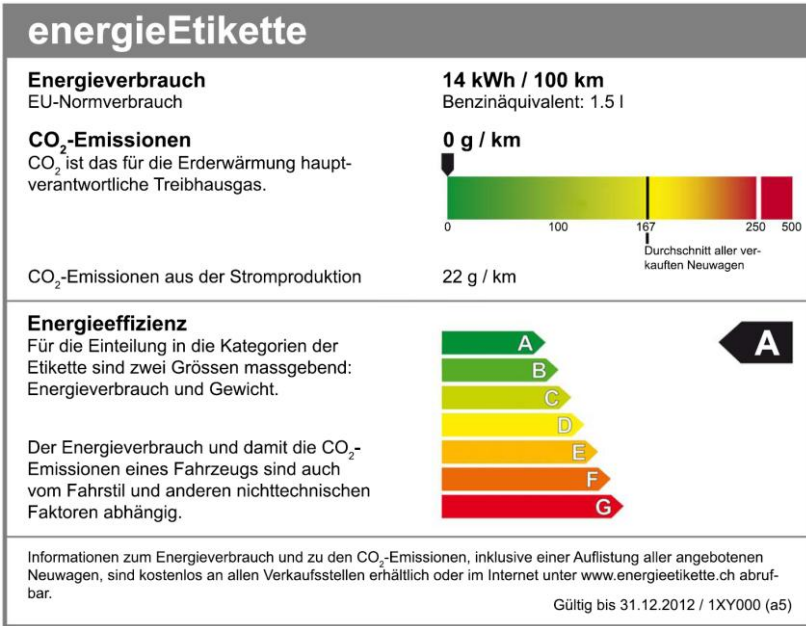 energieEtikette
Energieverbrauch
EU-Normverbrauch
14 kWh / 100 km
Benzinäquivalent: 1.5 l
CO₂-Emissionen
CO₂ ist das für die Erderwärmung haupt-
verantwortliche Treibhausgas.
0 g / km
0 100 167 250 500
Durchschnitt aller ver-
kauften Neuwagen
CO₂-Emissionen aus der Stromproduktion
22 g / km
Energieeffizienz
Für die Einteilung in die Kategorien der
Etikette sind zwei Grössen massgebend:
Energieverbrauch und Gewicht.
Der Energieverbrauch und damit die CO₂-
Emissionen eines Fahrzeugs sind auch
vom Fahrstil und anderen nichttechnischen
Faktoren abhängig.
A
B
C
D
E
F
G
A
Informationen zum Energieverbrauch und zu den CO₂-Emissionen, inklusive einer Auflistung aller angebotenen
Neuwagen, sind kostenlos an allen Verkaufsstellen erhältlich oder im Internet unter www.energieetikette.ch abruf-
bar.
Gültig bis 31.12.2012 / 1XY000 (a5)